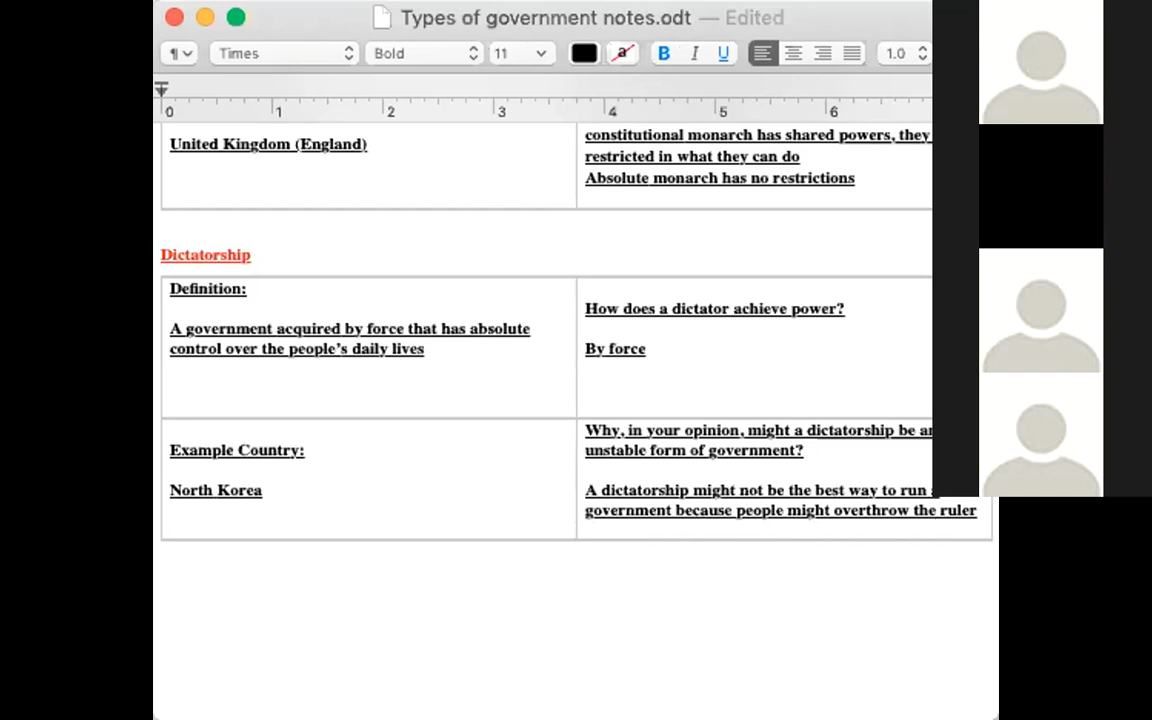 Types of government notes.odt — Edited
¶ Times Bold 11 a B I U 1.0
0 1 2 3 4 5 6
United Kingdom (England)
constitutional monarch has shared powers, they
restricted in what they can do
Absolute monarch has no restrictions
Dictatorship
Definition:
A government acquired by force that has absolute
control over the people's daily lives
How does a dictator achieve power?
By force
Example Country:
North Korea
Why, in your opinion, might a dictatorship be
unstable form of government?
A dictatorship might not be the best way to run
government because people might overthrow the ruler